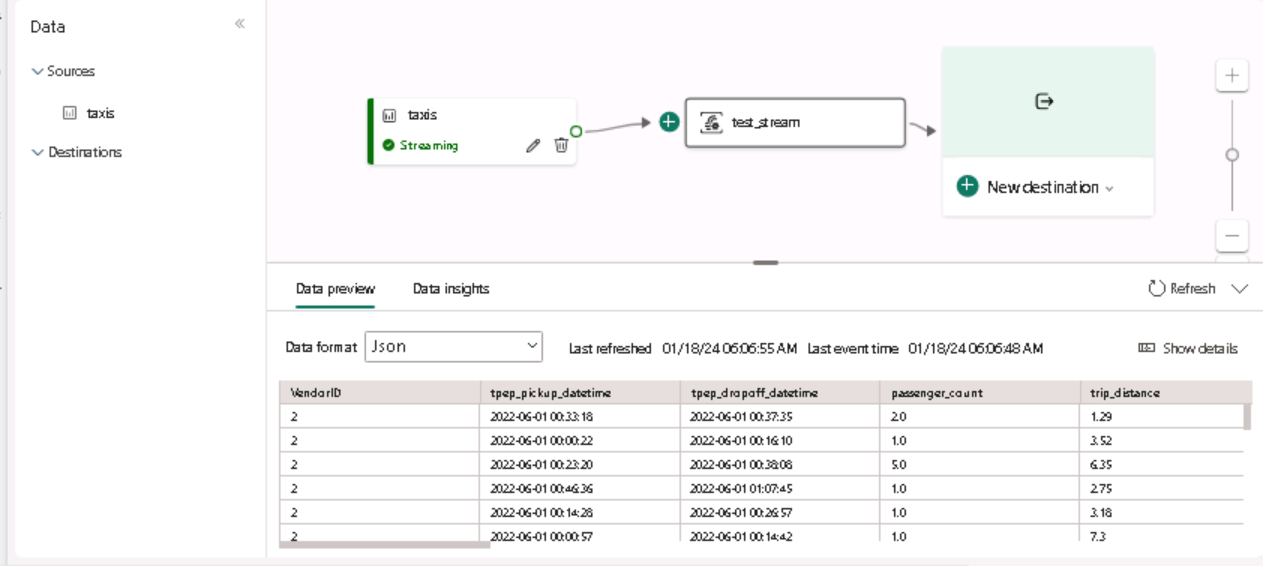 Data
Sources
taxis
Destinations
taxis
Streaming
test_stream
New destination
Data preview Data insights Refresh
Data format Json Last refreshed 01/18/24 06:06:55 AM Last event time 01/18/24 06:06:48 AM Show details
VendorID tpep_pickup_datetime tpep_dropoff_datetime passenger_count trip_distance
2 2022-06-01 00:33:18 2022-06-01 00:37:35 2.0 1.29
2 2022-06-01 00:00:22 2022-06-01 00:16:10 1.0 3.52
2 2022-06-01 00:23:20 2022-06-01 00:38:08 5.0 6.35
2 2022-06-01 00:46:36 2022-06-01 01:07:45 1.0 2.75
2 2022-06-01 00:14:28 2022-06-01 00:26:57 1.0 3.18
2 2022-06-01 00:00:57 2022-06-01 00:14:42 1.0 7.3